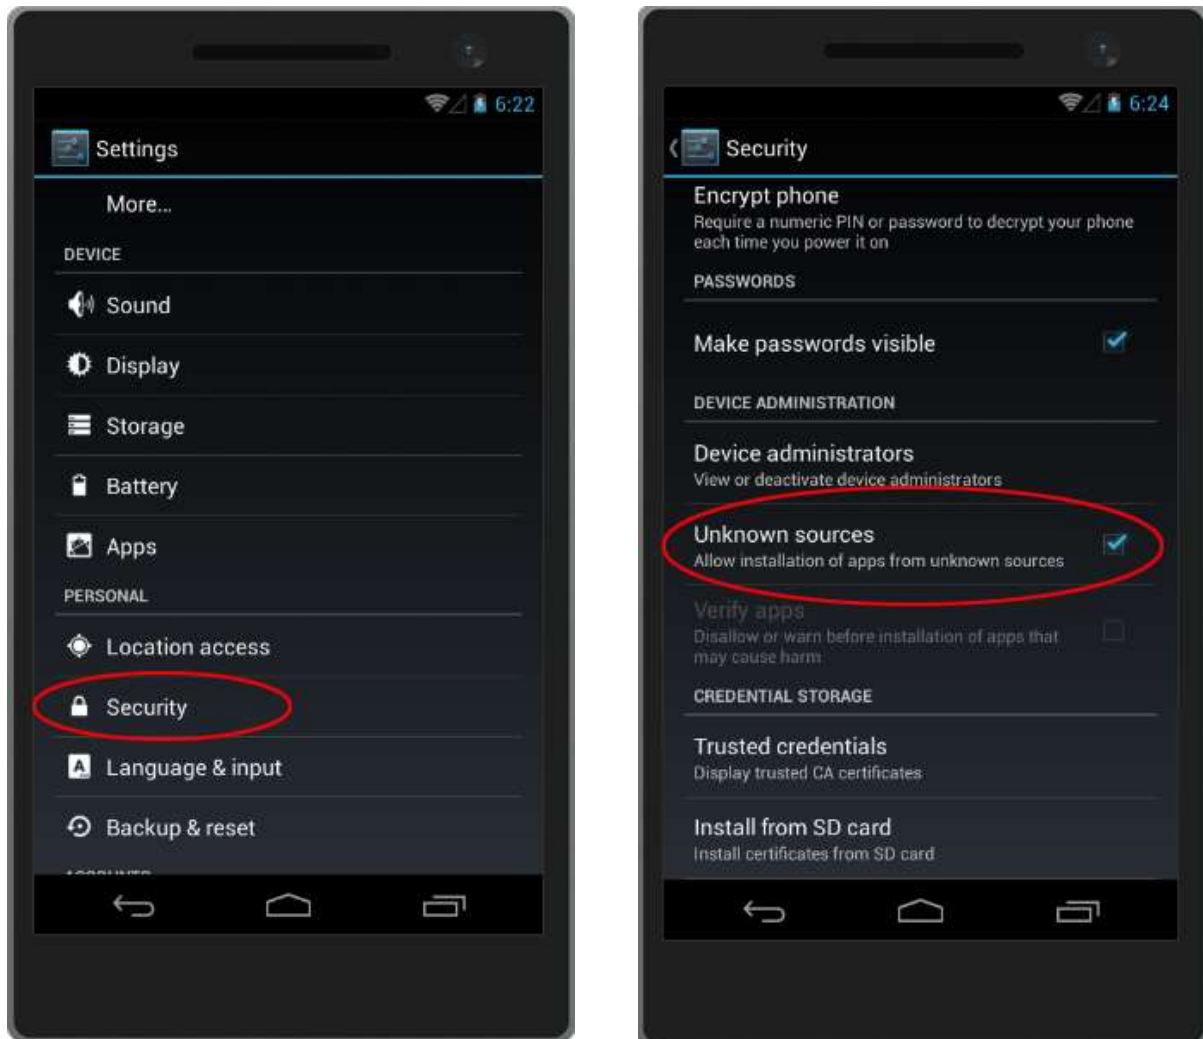 6:22
Settings
More...
DEVICE
Sound
Display
Storage
Battery
Apps
PERSONAL
Location access
Security
Language & input
Backup & reset
ACCOUNTS
6:24
Security
Encrypt phone
Require a numeric PIN or password to decrypt your phone
each time you power it on
PASSWORDS
Make passwords visible
DEVICE ADMINISTRATION
Device administrators
View or deactivate device administrators
Unknown sources
Allow installation of apps from unknown sources
Verify apps
Disallow or warn before installation of apps that
may cause harm
CREDENTIAL STORAGE
Trusted credentials
Display trusted CA certificates
Install from SD card
Install certificates from SD card